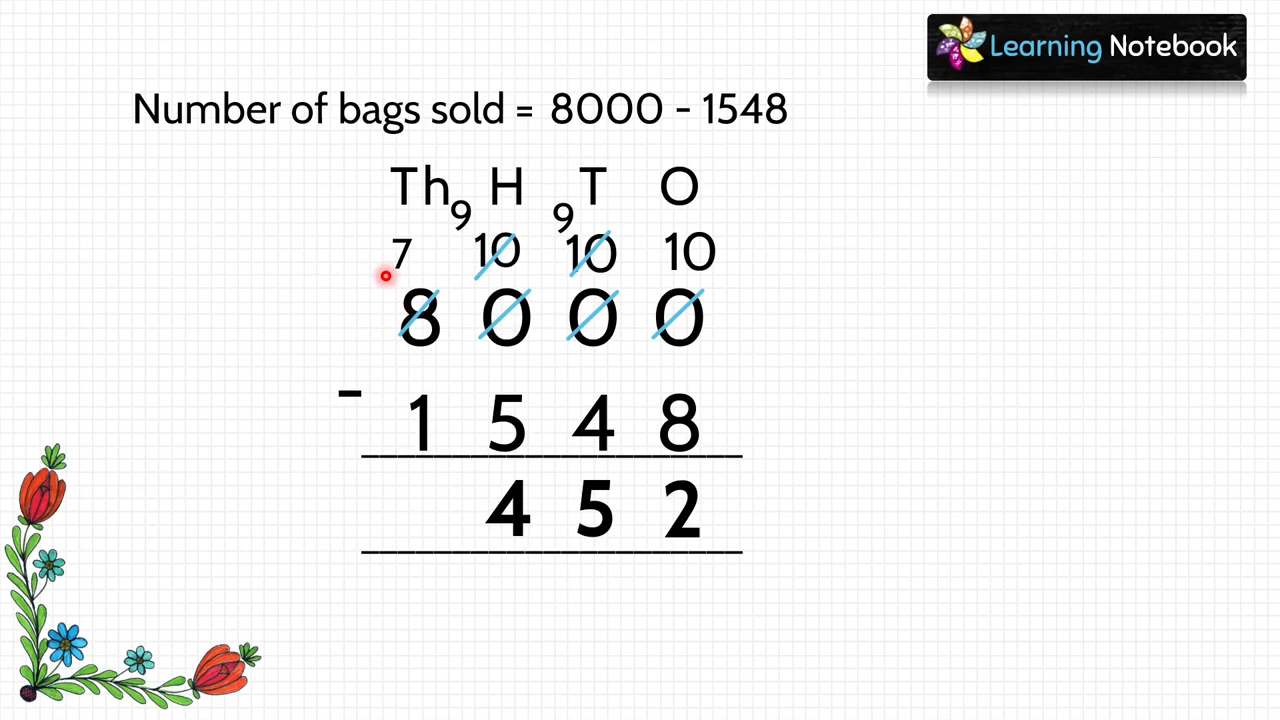 Learning Notebook
Number of bags sold = 8000 - 1548
Th H T O
9 9
7 10 10 10
8 0 0 0
- 1 5 4 8
4 5 2